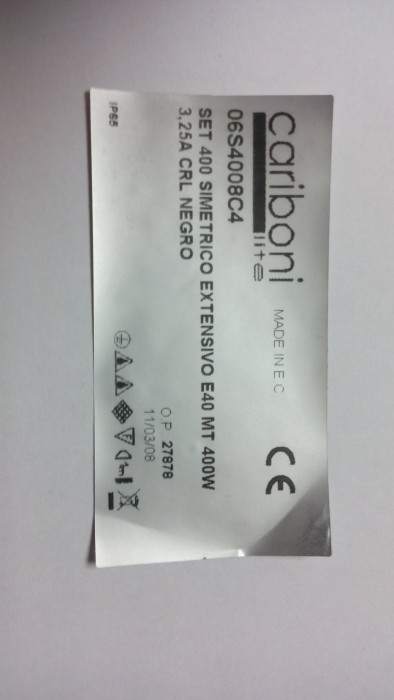 cariboni
lite
MADE IN E C
CE
06S4008C4
SET 400 SIMETRICO EXTENSIVO E40 MT 400W
3,25A CRL NEGRO
O.P 27878
11/03/08
IP65
F
1m